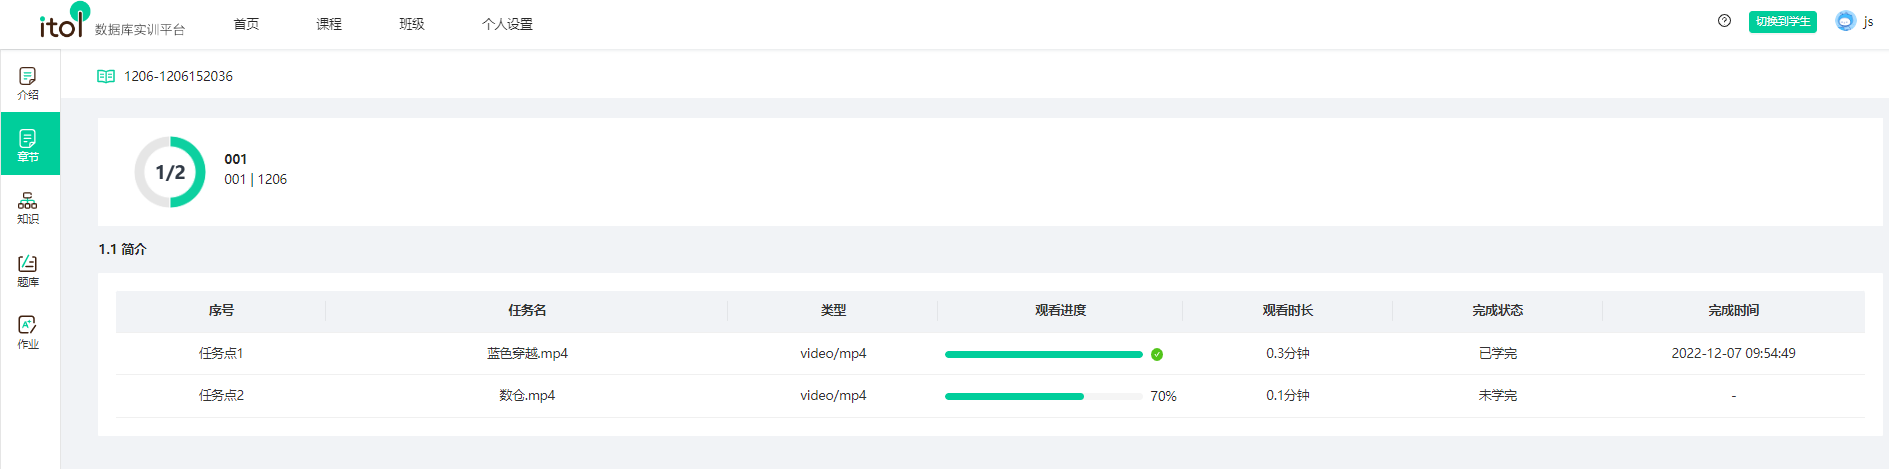 itol 数据库实训平台 首页 课程 班级 个人设置 切换到学生 js
介绍
章节
知识
题库
作业
1206-1206152036
1/2
001
001 | 1206
1.1 简介
序号 任务名 类型 观看进度 观看时长 完成状态 完成时间
任务点1 蓝色穿越.mp4 video/mp4 0.3分钟 已学完 2022-12-07 09:54:49
任务点2 数仓.mp4 video/mp4 70% 0.1分钟 未学完 -